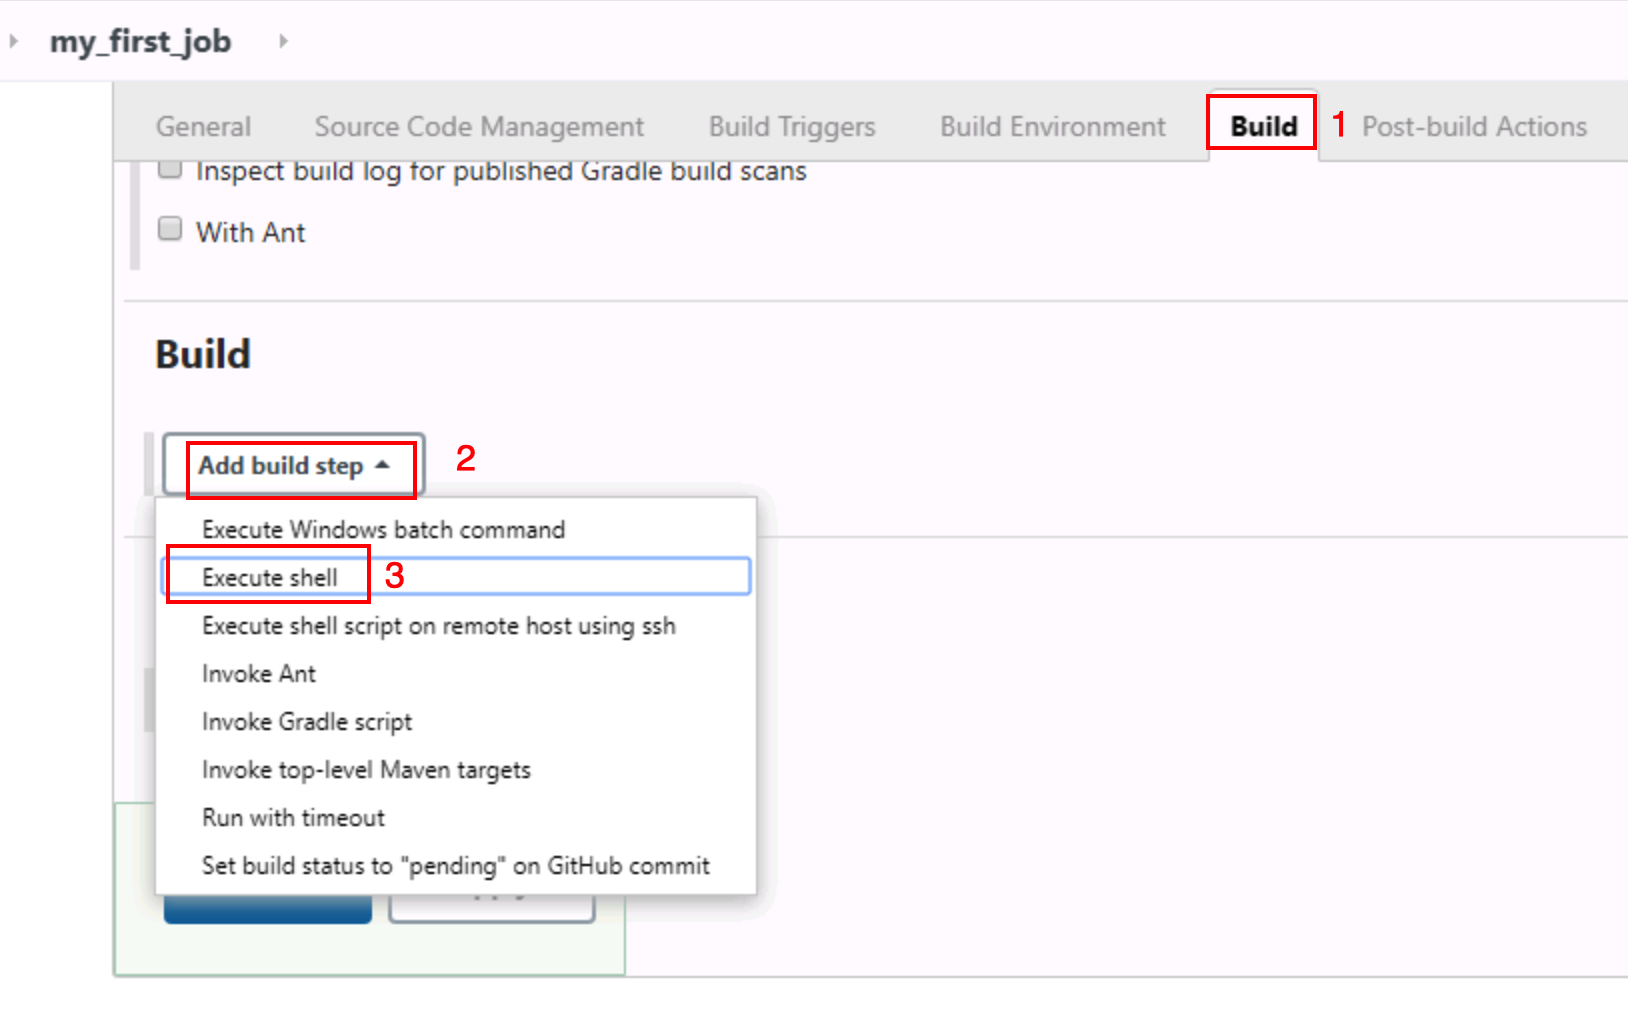 my_first_job
General Source Code Management Build Triggers Build Environment Build 1 Post-build Actions
Inspect build log for published Gradle build scans
With Ant
Build
Add build step 2
Execute Windows batch command
Execute shell 3
Execute shell script on remote host using ssh
Invoke Ant
Invoke Gradle script
Invoke top-level Maven targets
Run with timeout
Set build status to "pending" on GitHub commit